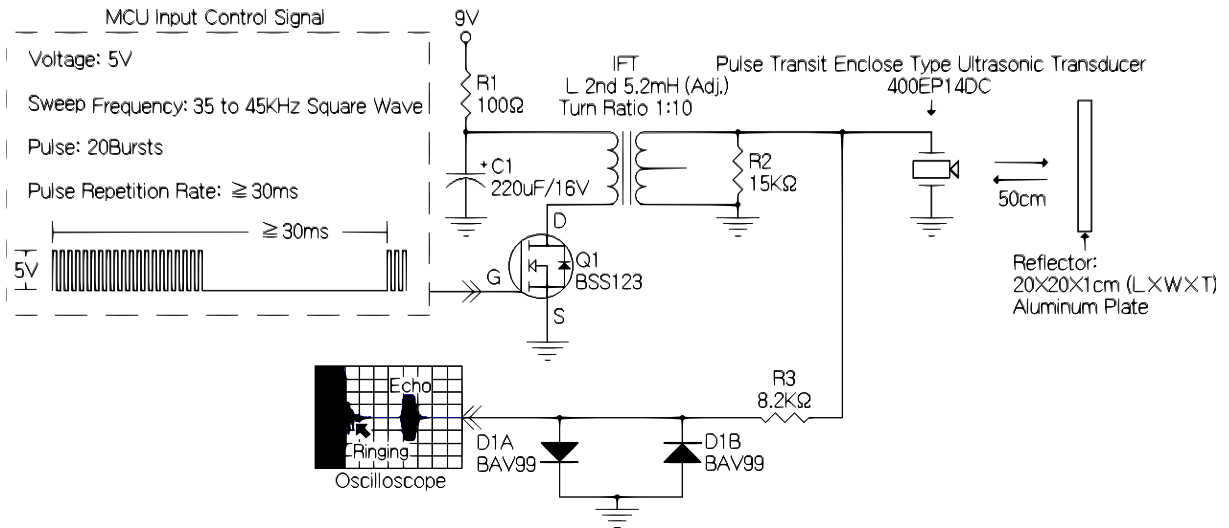 MCU Input Control Signal
Voltage: 5V
Sweep Frequency: 35 to 45KHz Square Wave
Pulse: 20Bursts
Pulse Repetition Rate: ≧30ms
≧30ms
5V
9V
R1
100Ω
+C1
220uF/16V
IFT
L 2nd 5.2mH (Adj.)
Turn Ratio 1:10
D
G
S
Q1
BSS123
R2
15KΩ
Pulse Transit Enclose Type Ultrasonic Transducer
400EP14DC
50cm
Reflector:
20X20X1cm (L×W×T)
Aluminum Plate
Echo
Ringing
Oscilloscope
D1A
BAV99
D1B
BAV99
R3
8.2KΩ